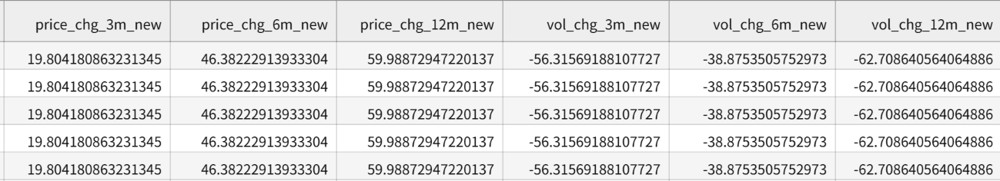 price_chg_3m_new price_chg_6m_new price_chg_12m_new vol_chg_3m_new vol_chg_6m_new vol_chg_12m_new
19.804180863231345 46.38222913933304 59.98872947220137 -56.31569188107727 -38.8753505752973 -62.708640564064886
19.804180863231345 46.38222913933304 59.98872947220137 -56.31569188107727 -38.8753505752973 -62.708640564064886
19.804180863231345 46.38222913933304 59.98872947220137 -56.31569188107727 -38.8753505752973 -62.708640564064886
19.804180863231345 46.38222913933304 59.98872947220137 -56.31569188107727 -38.8753505752973 -62.708640564064886
19.804180863231345 46.38222913933304 59.98872947220137 -56.31569188107727 -38.8753505752973 -62.708640564064886